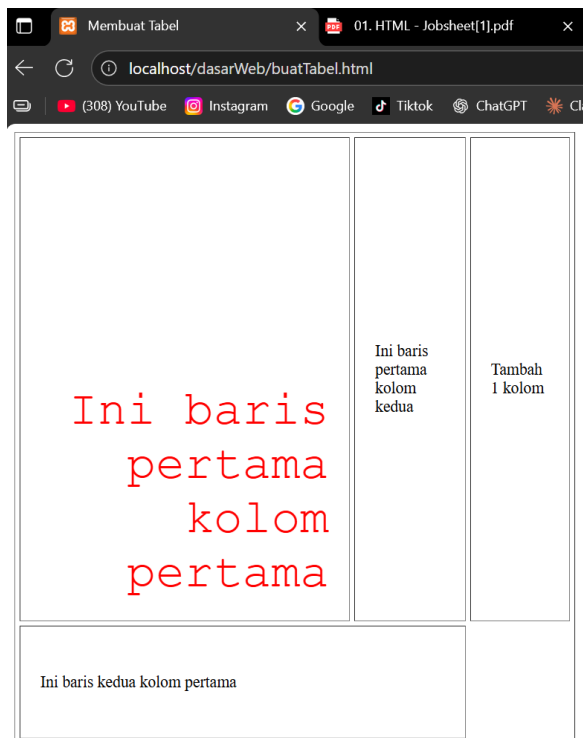 Membuat Tabel
01. HTML - Jobsheet[1].pdf
localhost/dasarWeb/buatTabel.html
(308) YouTube
Instagram
Google
Tiktok
ChatGPT
Cl
Ini baris
pertama
kolom
pertama
Ini baris
pertama
kolom
kedua
Tambah
1 kolom
Ini baris kedua kolom pertama